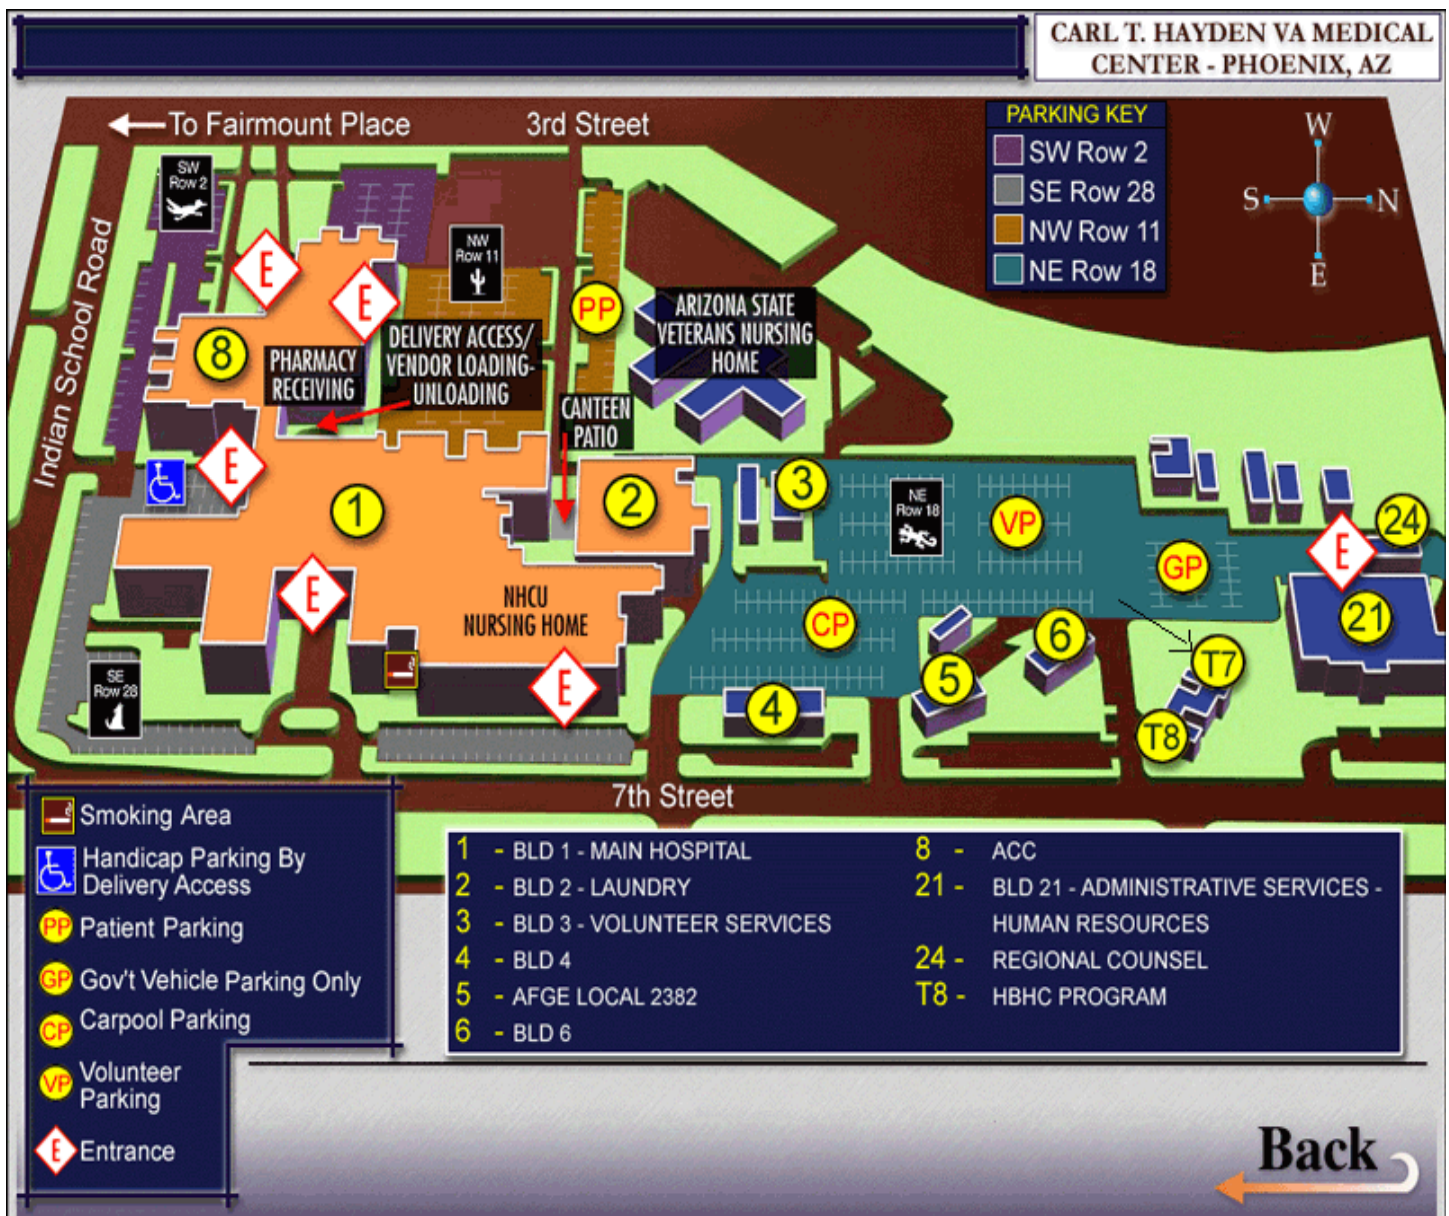 CARL T. HAYDEN VA MEDICAL
CENTER - PHOENIX, AZ
To Fairmount Place
3rd Street
PARKING KEY
SW Row 2
SE Row 28
NW Row 11
NE Row 18
W
S
N
E
SW
Row 2
NW
Row 11
Indian School Road
E
E
PP
ARIZONA STATE
VETERANS NURSING
HOME
8
PHARMACY
RECEIVING
DELIVERY ACCESS/
VENDOR LOADING-
UNLOADING
CANTEEN
PATIO
E
1
2
3
NE
Row 18
VP
GP
24
E
21
E
NHCU
NURSING HOME
CP
6
5
T7
T8
4
SE
Row 28
E
7th Street
Smoking Area
Handicap Parking By
Delivery Access
PP Patient Parking
GP Gov't Vehicle Parking Only
CP Carpool Parking
VP Volunteer
Parking
E Entrance
1 - BLD 1 - MAIN HOSPITAL
2 - BLD 2 - LAUNDRY
3 - BLD 3 - VOLUNTEER SERVICES
4 - BLD 4
5 - AFGE LOCAL 2382
6 - BLD 6
8 - ACC
21 - BLD 21 - ADMINISTRATIVE SERVICES -
HUMAN RESOURCES
24 - REGIONAL COUNSEL
T8 - HBHC PROGRAM
Back